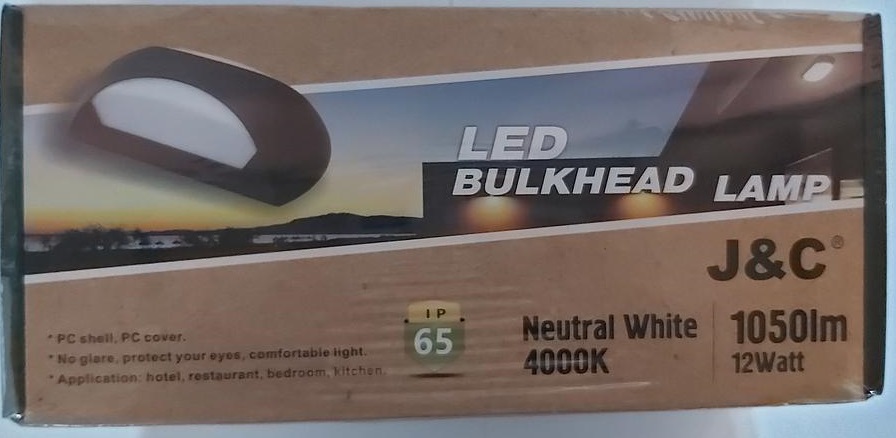 LED
BULKHEAD LAMP
J&C®
* PC shell, PC cover.
* No glare, protect your eyes, comfortable light.
* Application: hotel, restaurant, bedroom, kitchen.
IP
65
Neutral White
4000K
1050lm
12Watt